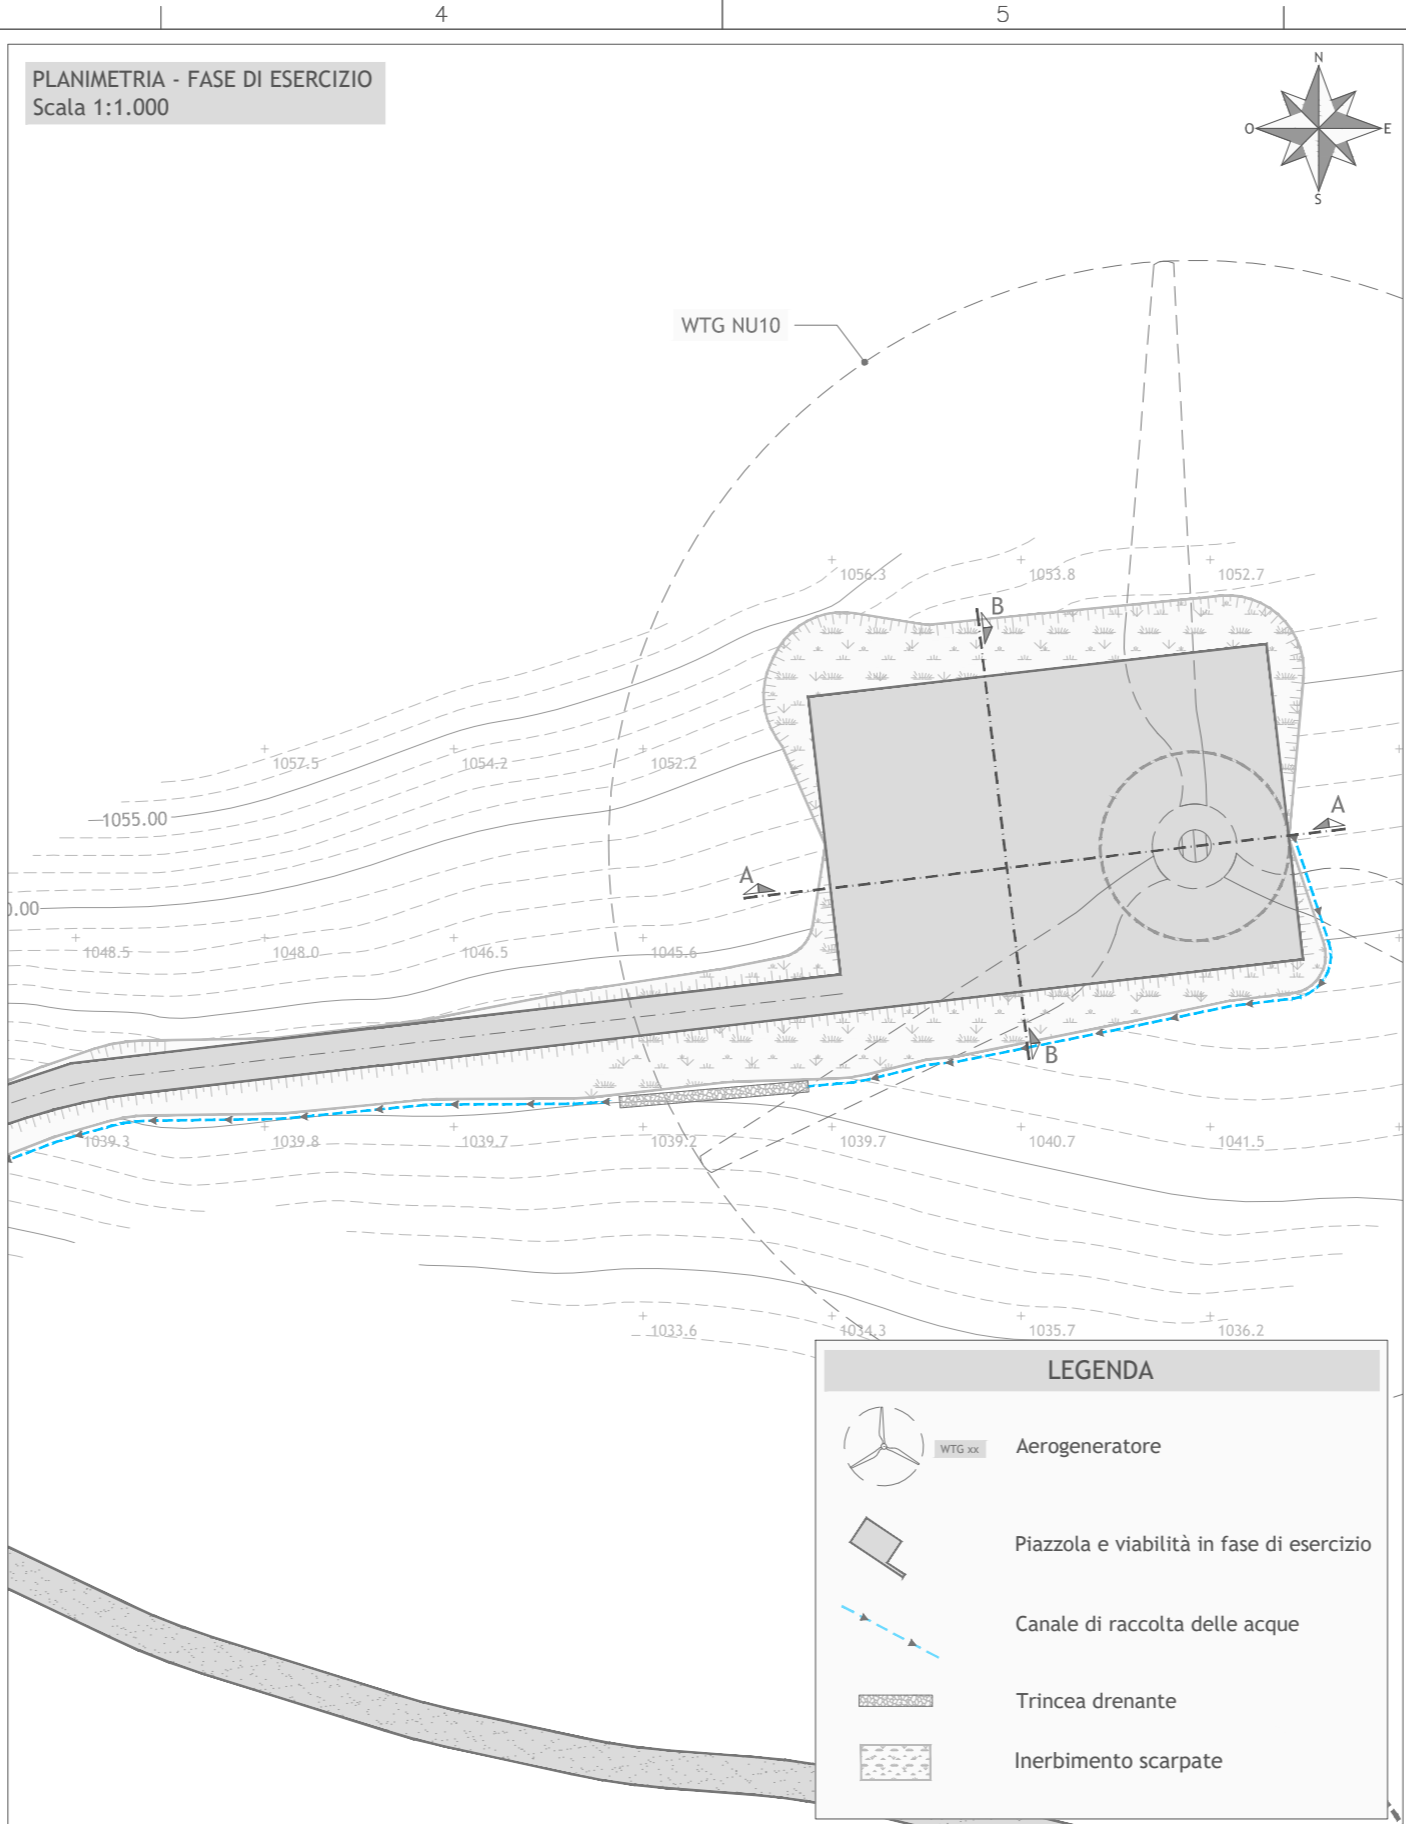 4
5
PLANIMETRIA - FASE DI ESERCIZIO
Scala 1:1.000
N
O
E
S
WTG NU10
1056.3
1053.8
1052.7
B
1057.5
1054.2
1052.2
1055.00
A
A
0.00
1048.5
1048.0
1046.5
1045.6
B
1039.3
1039.8
1039.7
1039.2
1039.7
1040.7
1041.5
1033.6
1034.3
1035.7
1036.2
LEGENDA
WTG xx
Aerogeneratore
Piazzola e viabilità in fase di esercizio
Canale di raccolta delle acque
Trincea drenante
Inerbimento scarpate